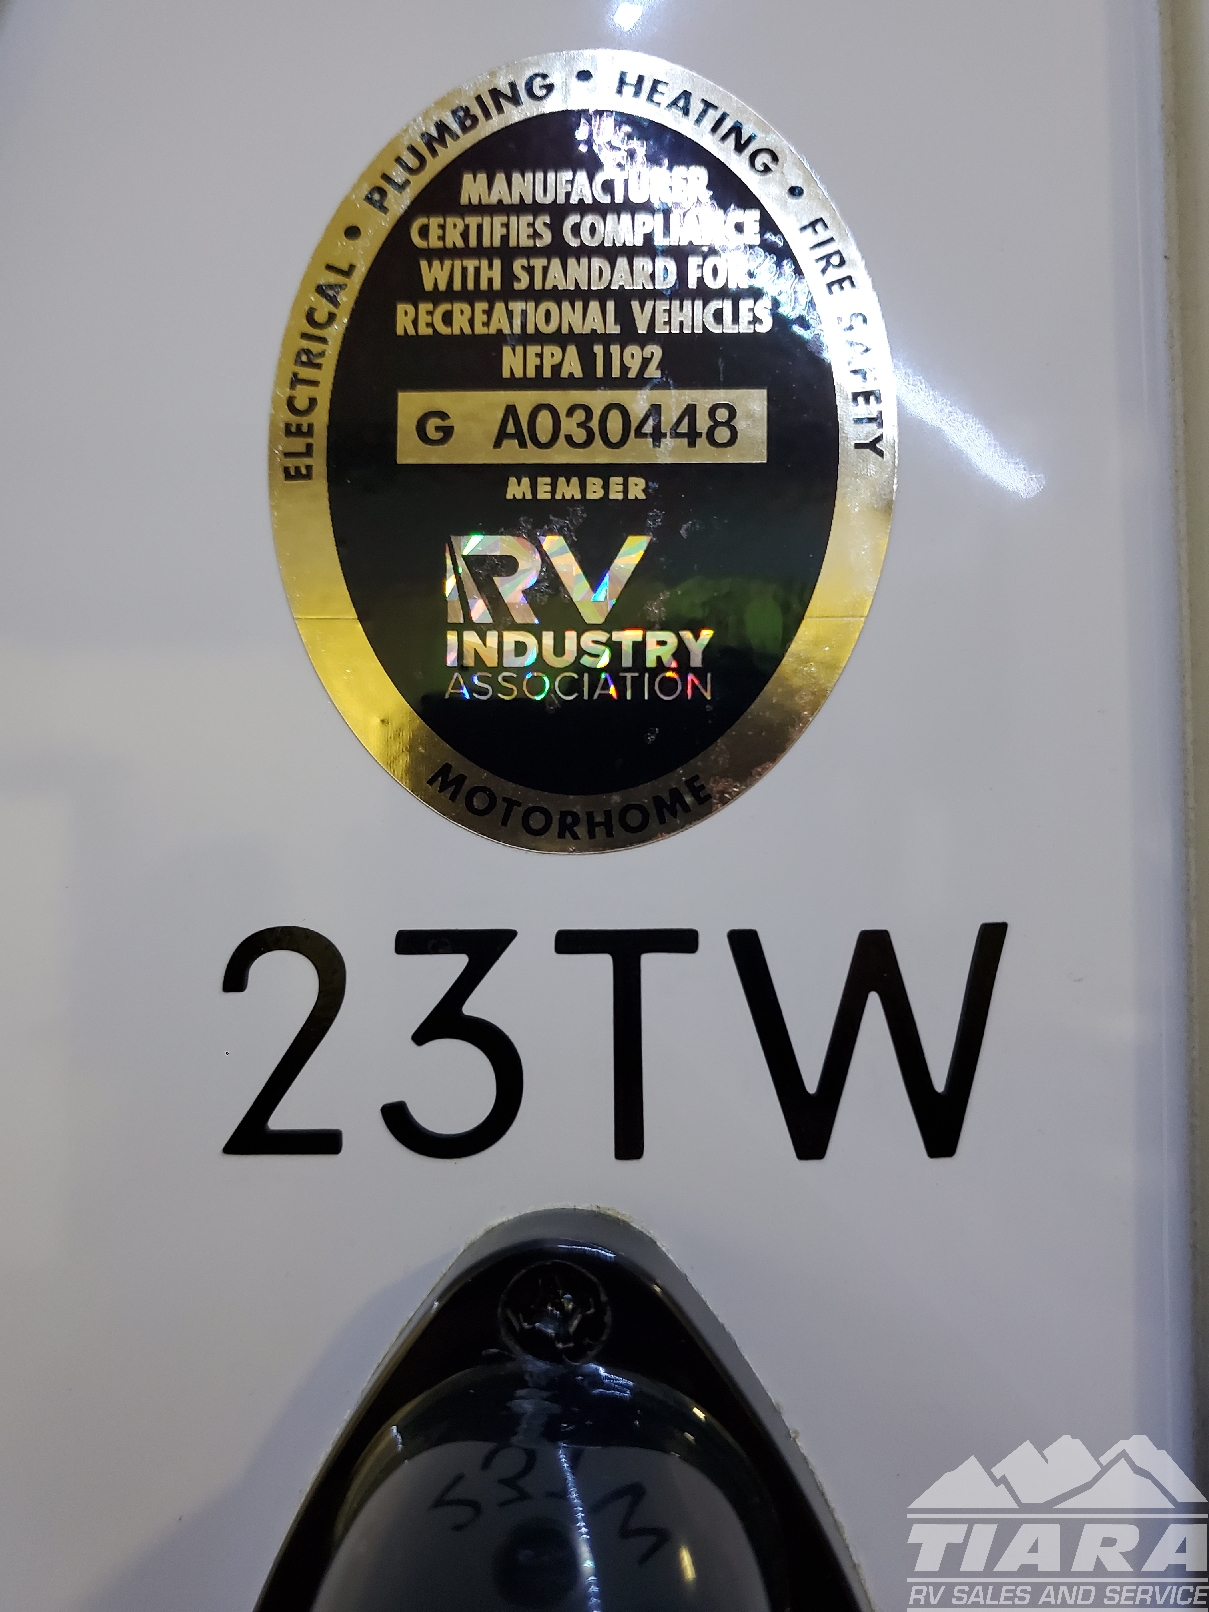 ELECTRICAL • PLUMBING • HEATING • FIRE SAFETY
MANUFACTURER
CERTIFIES COMPLIANCE
WITH STANDARD FOR
RECREATIONAL VEHICLES
NFPA 1192
G A030448
MEMBER
RV
INDUSTRY
ASSOCIATION
MOTORHOME
23TW
TIARA
RV SALES AND SERVICE